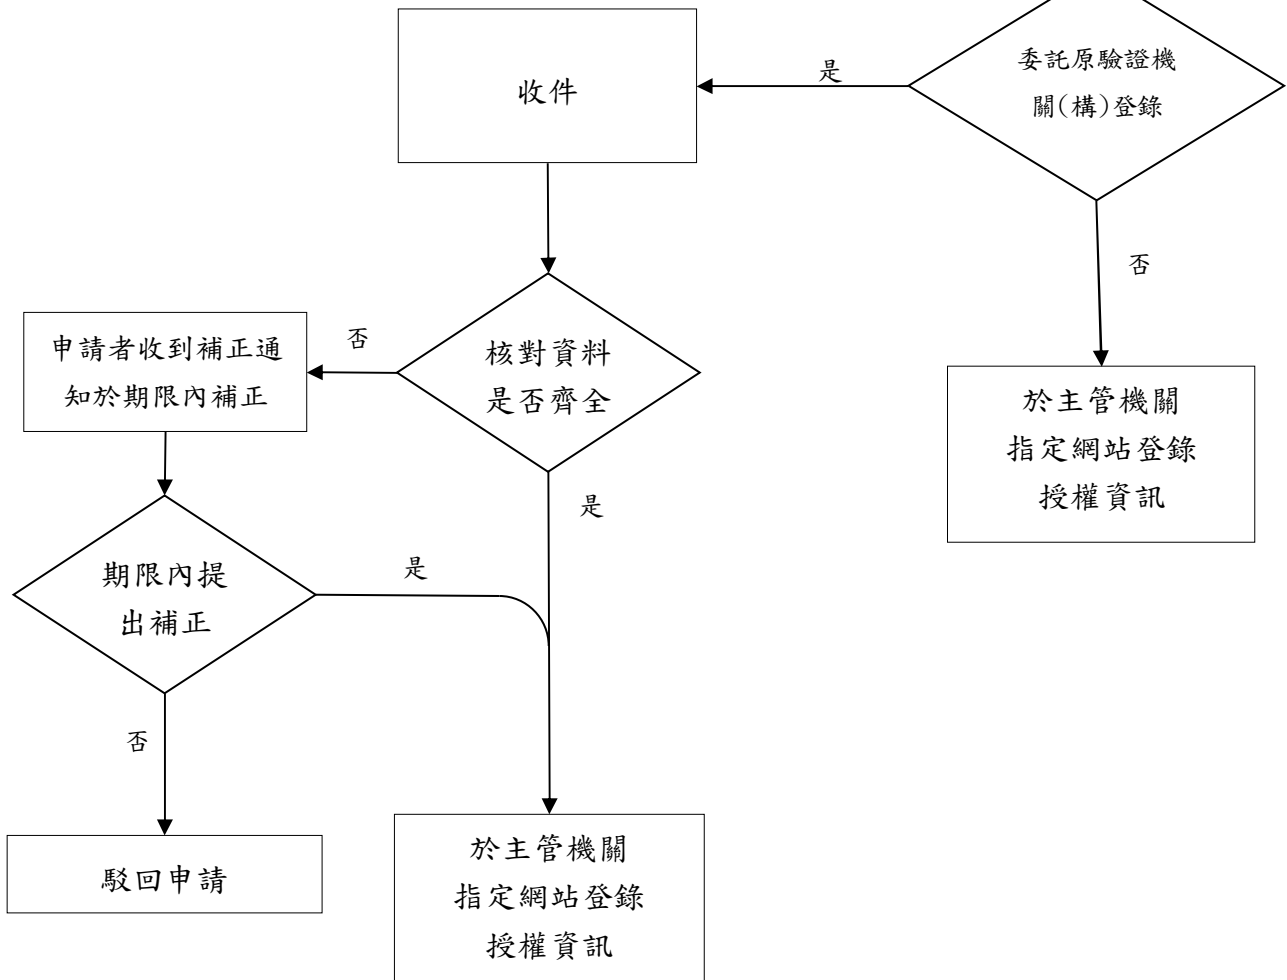 收件
是
委託原驗證機
關(構)登錄
否
申請者收到補正通
知於期限內補正
否
核對資料
是否齊全
於主管機關
指定網站登錄
授權資訊
是
期限內提
出補正
是
否
駁回申請
於主管機關
指定網站登錄
授權資訊